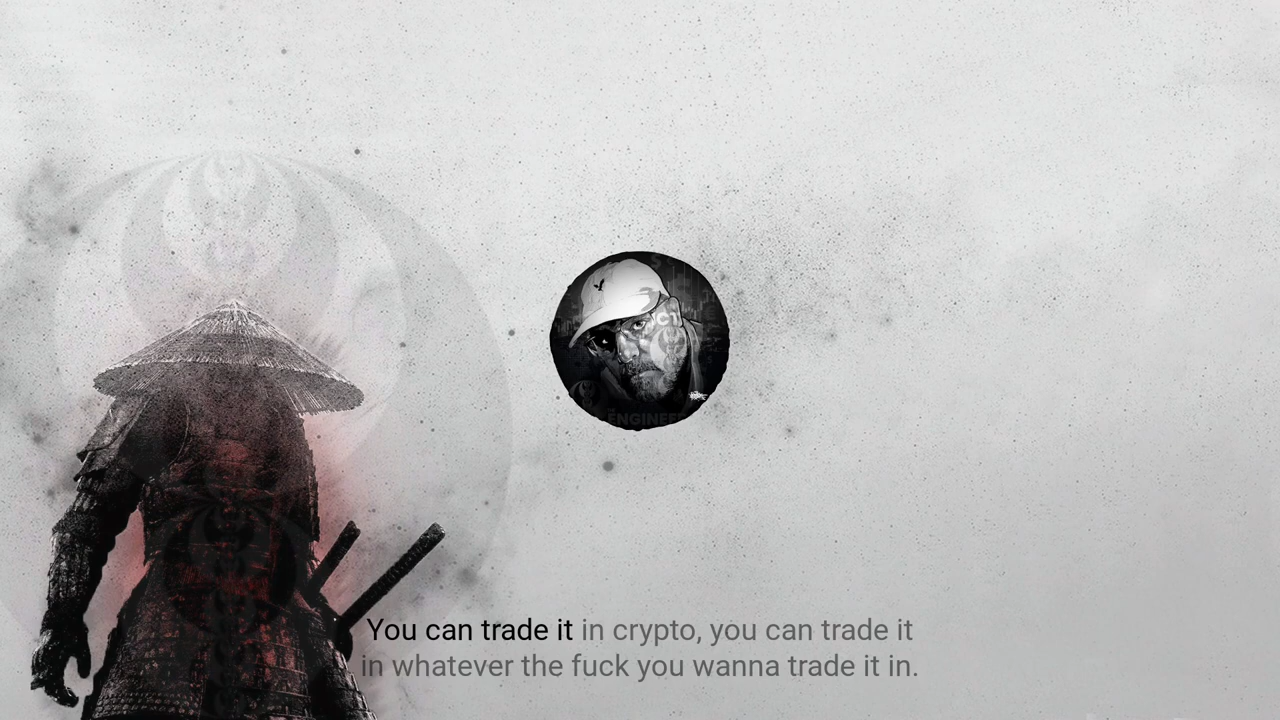 ENGINEER
You can trade it in crypto, you can trade it
in whatever the fuck you wanna trade it in.